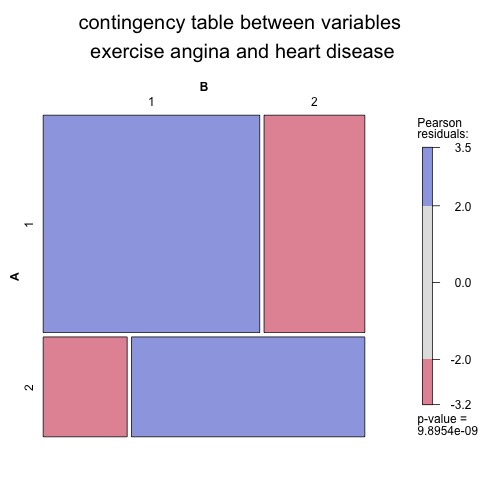 contingency table between variables
exercise angina and heart disease
B
1 2
Pearson
residuals:
3.5
2.0
0.0
-2.0
-3.2
p-value =
9.8954e-09
A
1
2